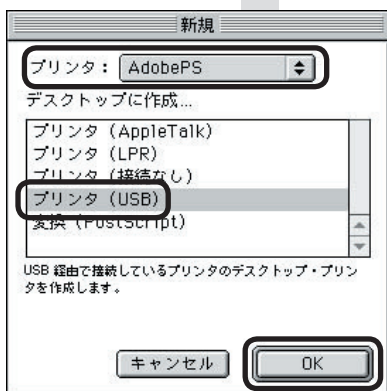 新規
プリンタ： AdobePS
デスクトップに作成...
プリンタ (AppleTalk)
プリンタ (LPR)
プリンタ (接続なし)
プリンタ (USB)
変換 (PostScript)
USB 経由で接続しているプリンタのデスクトップ・プリン
タを作成します。
キャンセル OK